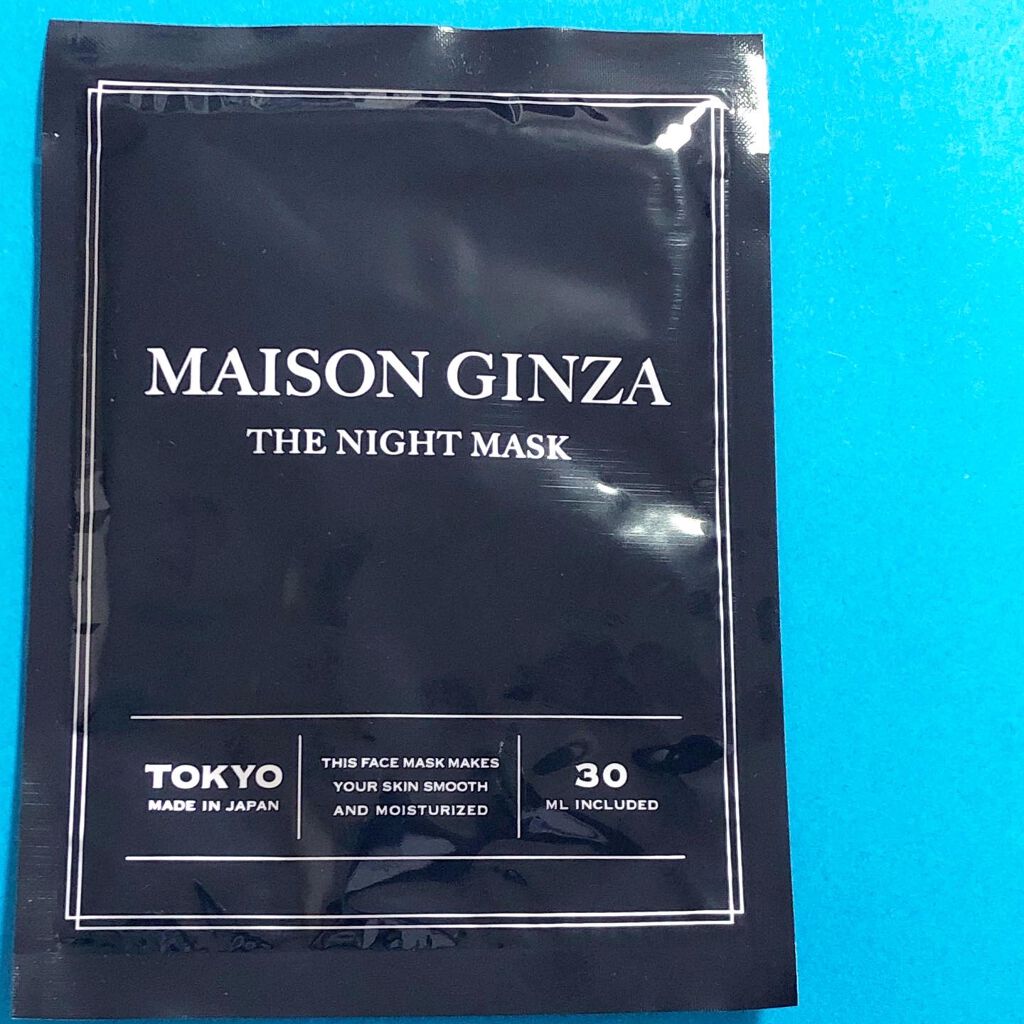 MAISON GINZA
THE NIGHT MASK
TOKYO
MADE IN JAPAN
THIS FACE MASK MAKES
YOUR SKIN SMOOTH
AND MOISTURIZED
30
ML INCLUDED